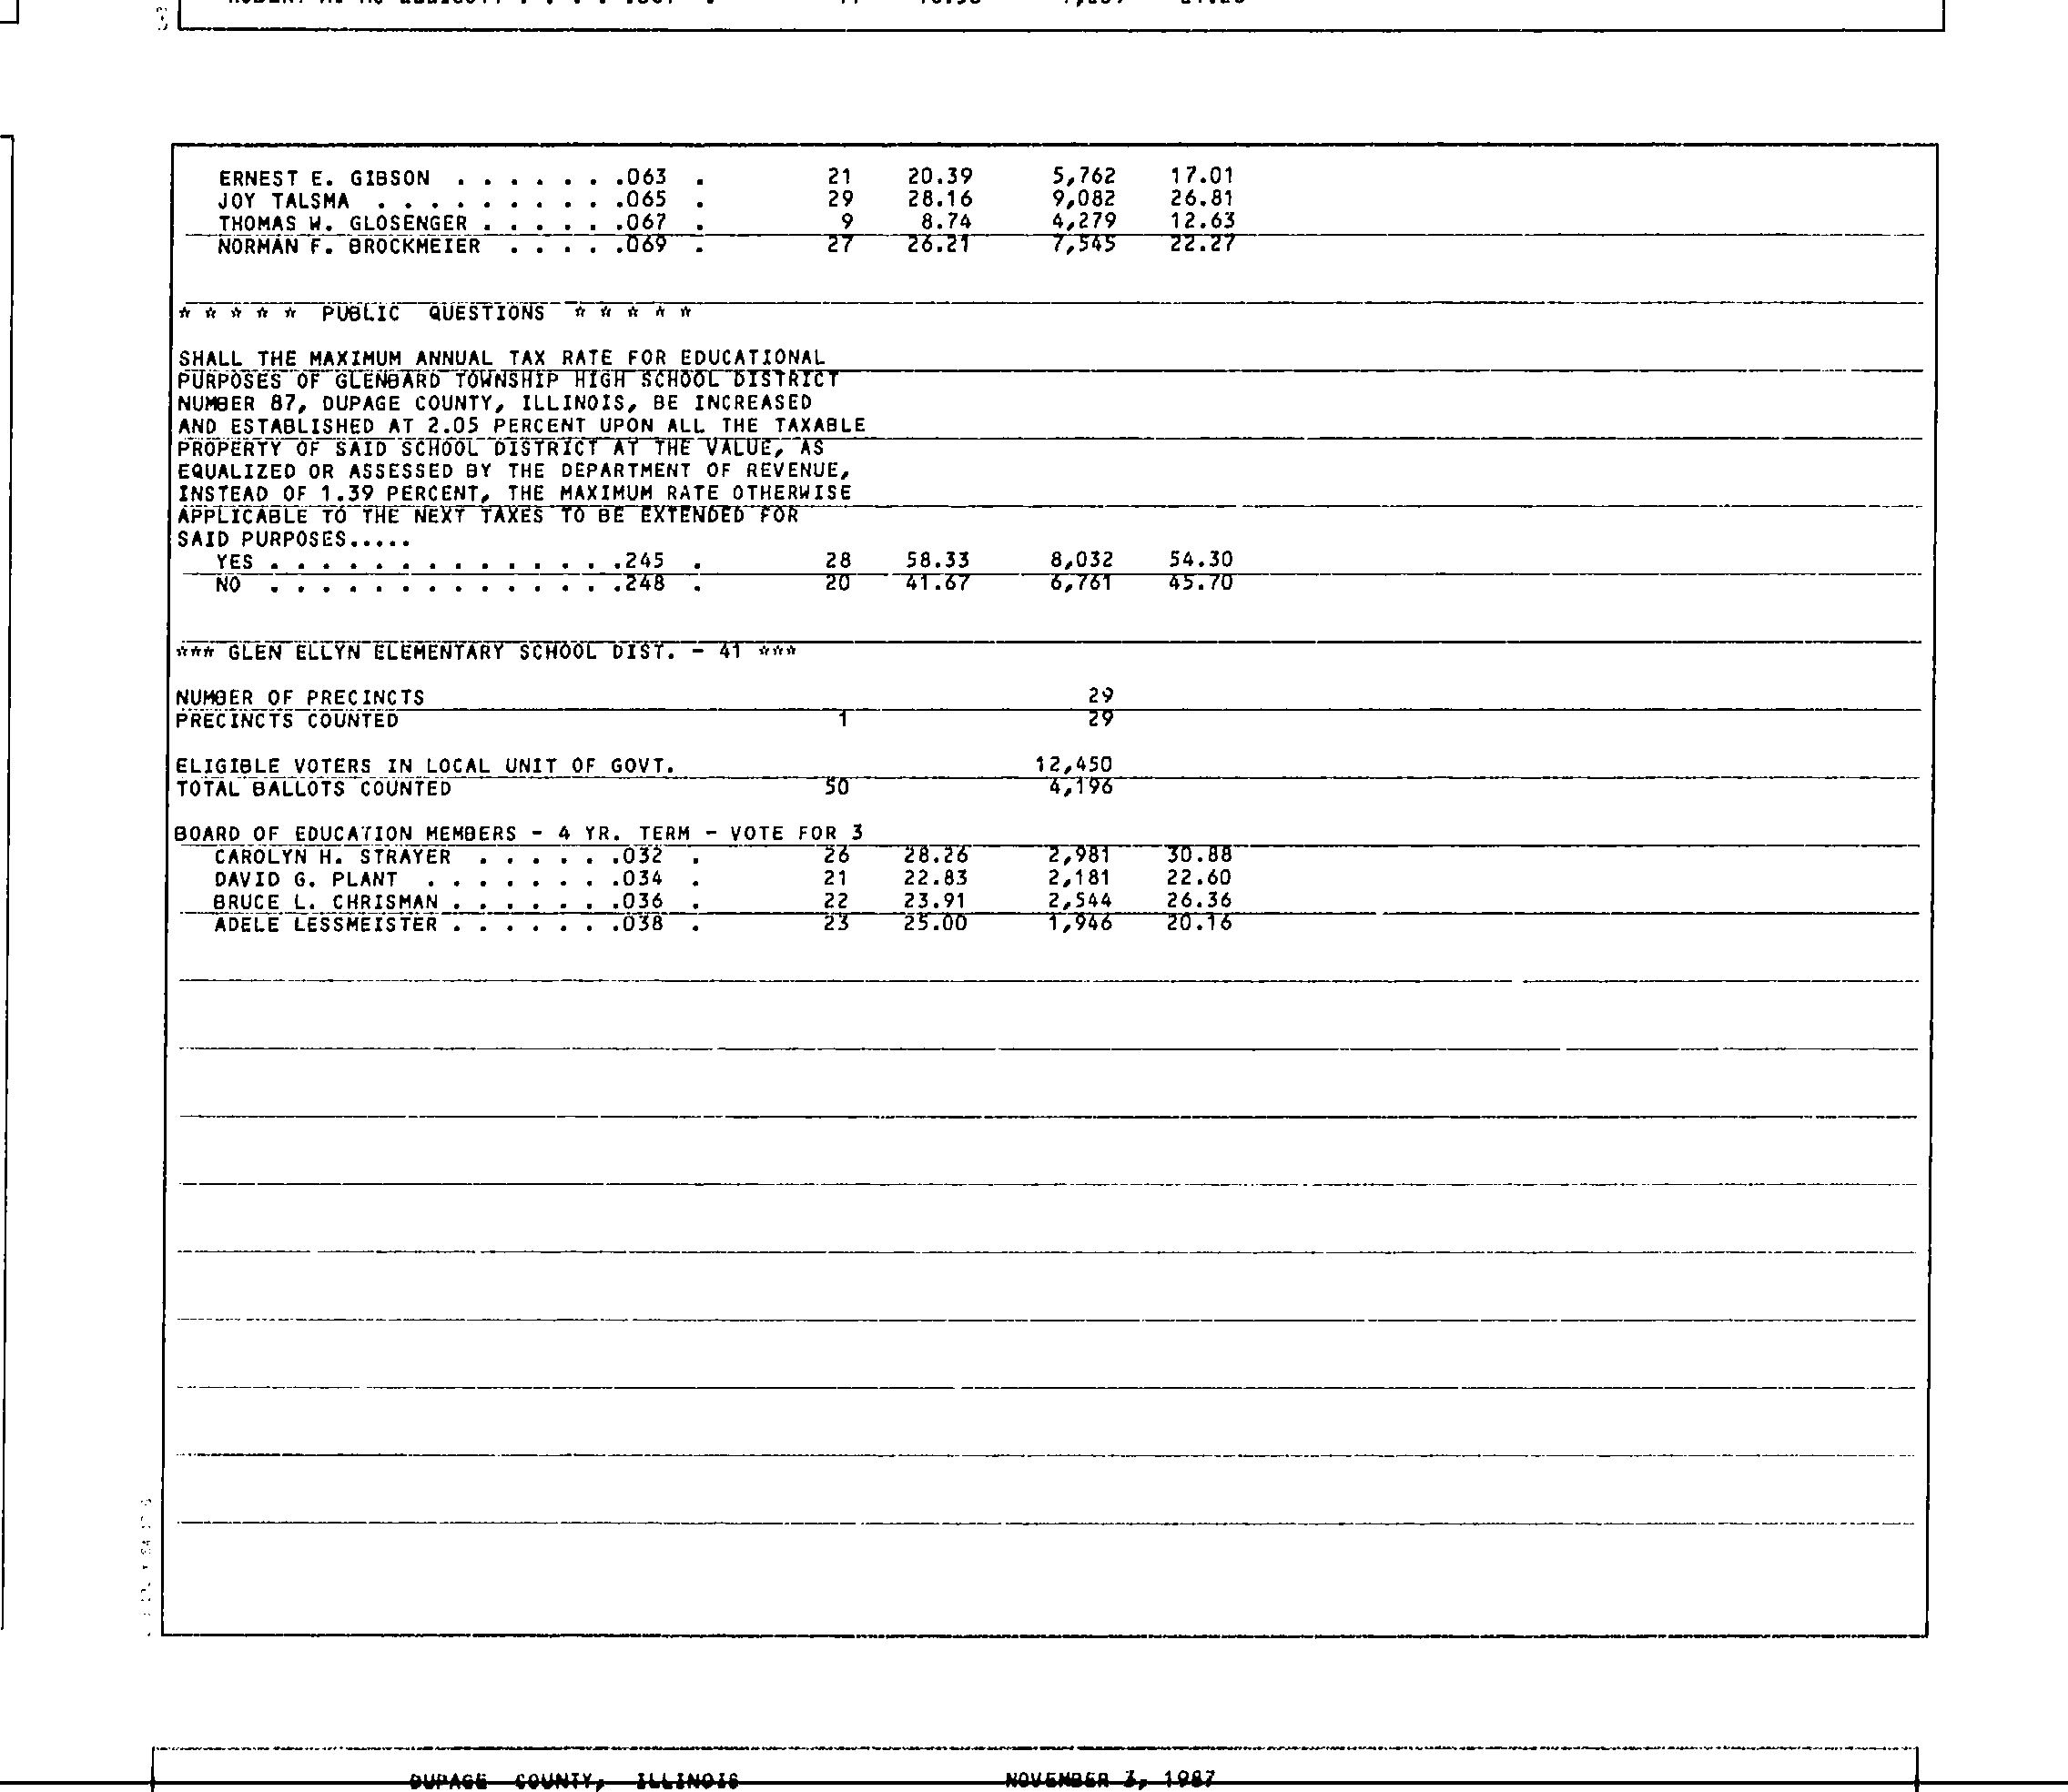 ERNEST E. GIBSON . . . . . . .063 . 21 20.39 5,762 17.01
JOY TALSMA . . . . . . . . . .065 . 29 28.16 9,082 26.81
THOMAS W. GLOSENGER . . . . . .067 . 9 8.74 4,279 12.63
NORMAN F. BROCKMEIER . . . . .069 . 27 26.21 7,545 22.27
* * * * * PUBLIC QUESTIONS * * * * *
SHALL THE MAXIMUM ANNUAL TAX RATE FOR EDUCATIONAL
PURPOSES OF GLENBARD TOWNSHIP HIGH SCHOOL DISTRICT
NUMBER 87, DUPAGE COUNTY, ILLINOIS, BE INCREASED
AND ESTABLISHED AT 2.05 PERCENT UPON ALL THE TAXABLE
PROPERTY OF SAID SCHOOL DISTRICT AT THE VALUE, AS
EQUALIZED OR ASSESSED BY THE DEPARTMENT OF REVENUE,
INSTEAD OF 1.39 PERCENT, THE MAXIMUM RATE OTHERWISE
APPLICABLE TO THE NEXT TAXES TO BE EXTENDED FOR
SAID PURPOSES.....
YES . . . . . . . . . . . . . .245 . 28 58.33 8,032 54.30
NO . . . . . . . . . . . . . .248 . 20 41.67 6,761 45.70
*** GLEN ELLYN ELEMENTARY SCHOOL DIST. - 41 ***
NUMBER OF PRECINCTS 29
PRECINCTS COUNTED 1 29
ELIGIBLE VOTERS IN LOCAL UNIT OF GOVT. 12,450
TOTAL BALLOTS COUNTED 50 4,196
BOARD OF EDUCATION MEMBERS - 4 YR. TERM - VOTE FOR 3
CAROLYN H. STRAYER . . . . . .032 . 26 28.26 2,981 30.88
DAVID G. PLANT . . . . . . . .034 . 21 22.83 2,181 22.60
BRUCE L. CHRISMAN . . . . . . .036 . 22 23.91 2,544 26.36
ADELE LESSMEISTER . . . . . . .038 . 23 25.00 1,946 20.16
DUPAGE COUNTY, ILLINOIS NOVEMBER 3, 1987